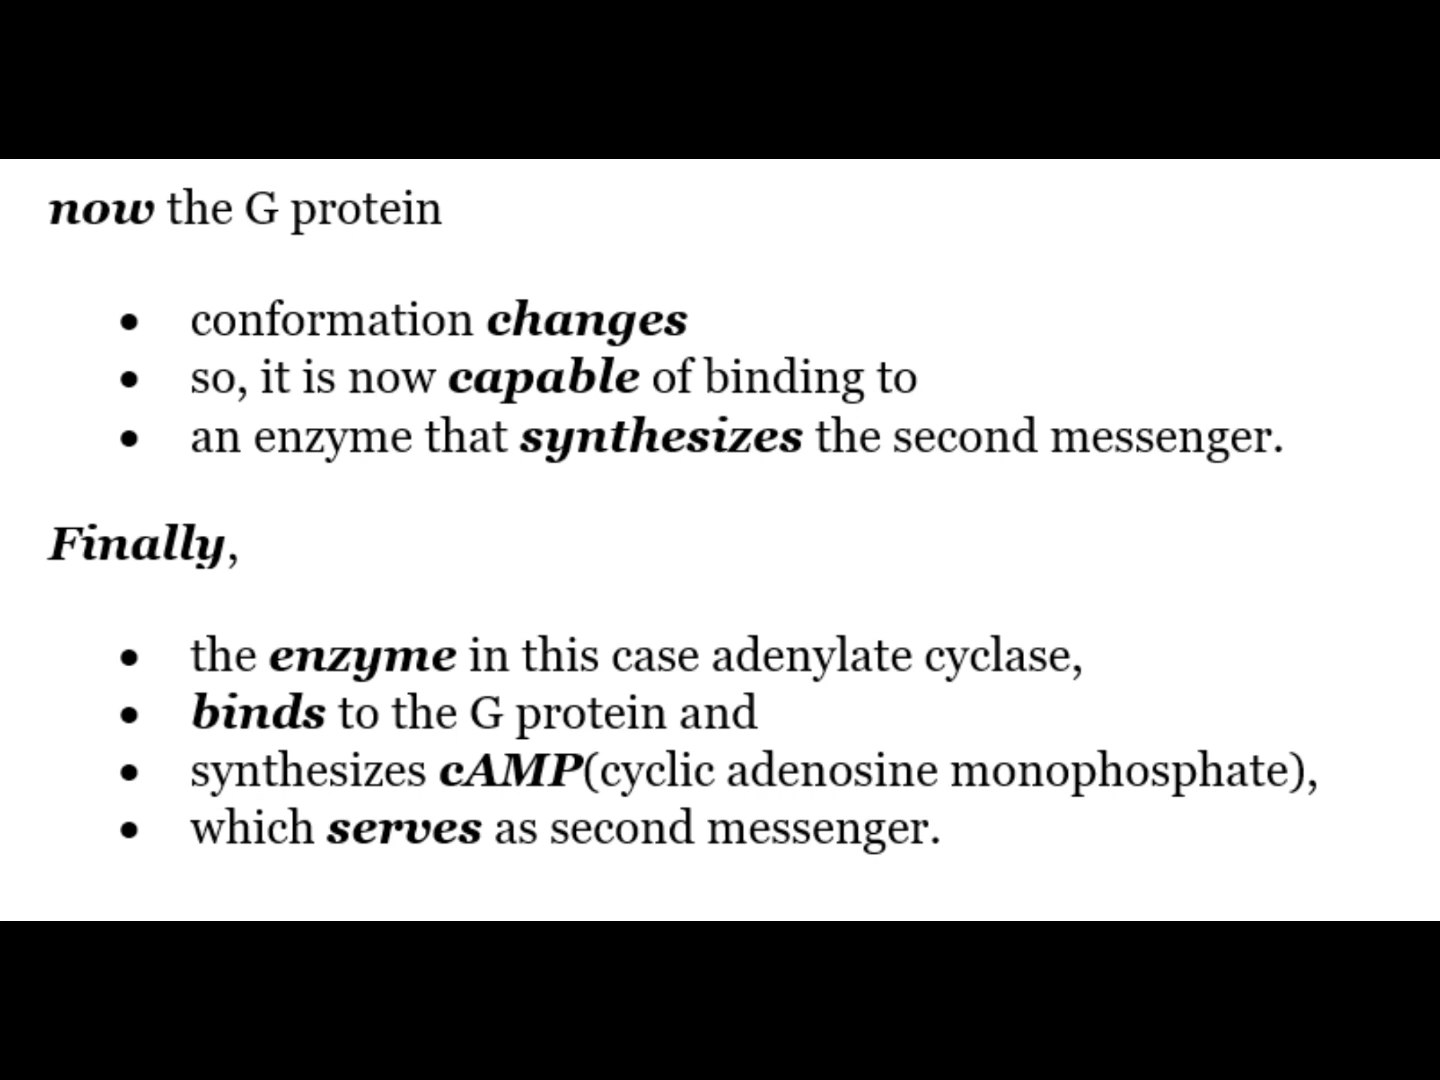 now the G protein
• conformation changes
• so, it is now capable of binding to
• an enzyme that synthesizes the second messenger.
Finally,
• the enzyme in this case adenylate cyclase,
• binds to the G protein and
• synthesizes cAMP(cyclic adenosine monophosphate),
• which serves as second messenger.